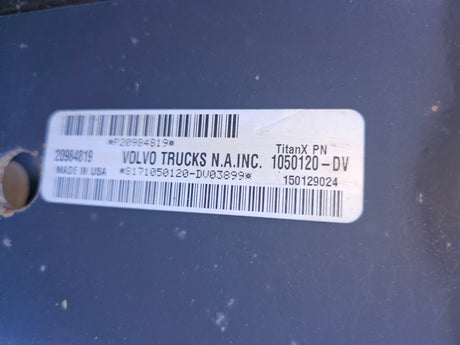 *P20984819*
TitanX PN
20984819 VOLVO TRUCKS N.A.INC. 1050120-DV
MADE IN USA *S171050120-DV03899* 150129024